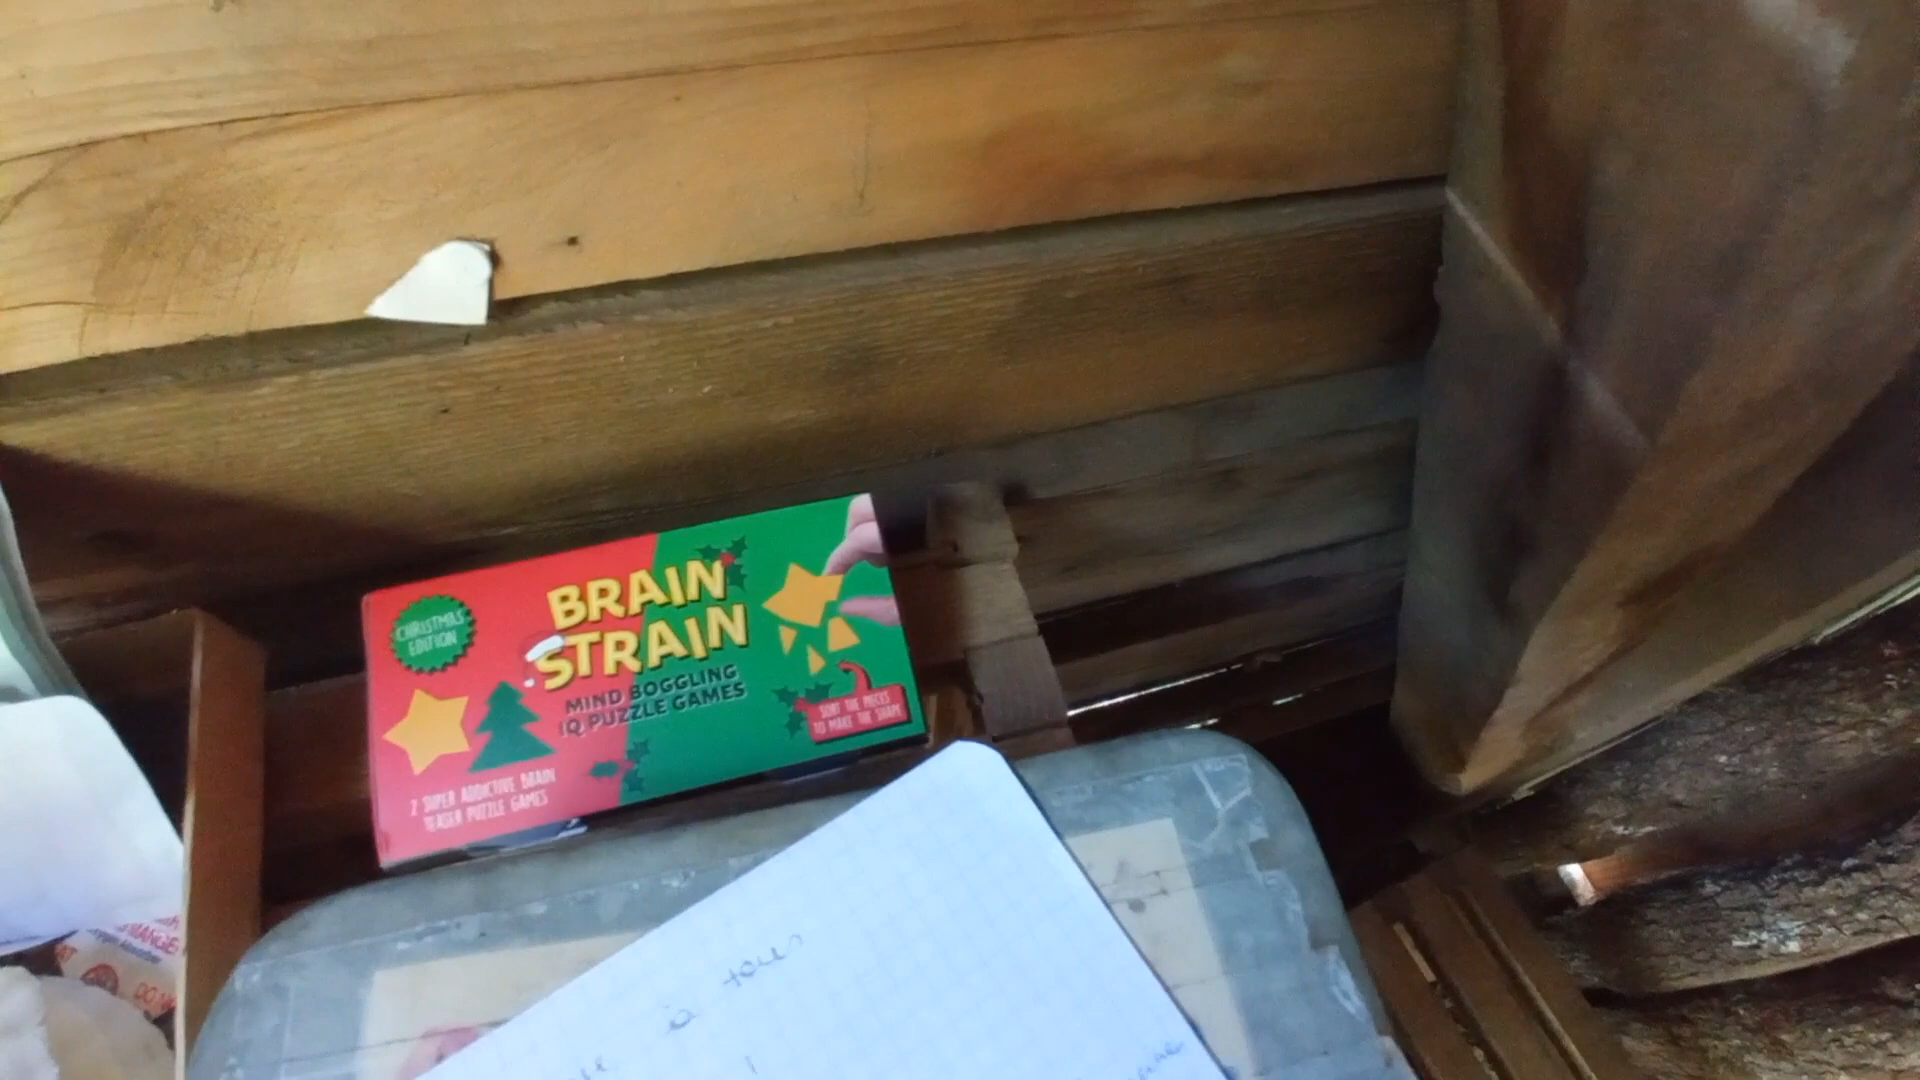 CHRISTMAS
EDITION
BRAIN
STRAIN
MIND BOGGLING
IQ PUZZLE GAMES
SORT THE PIECES
TO MAKE THE SHAPE
2 SUPER ADDICTIVE BRAIN
TEASER PUZZLE GAMES
à tous